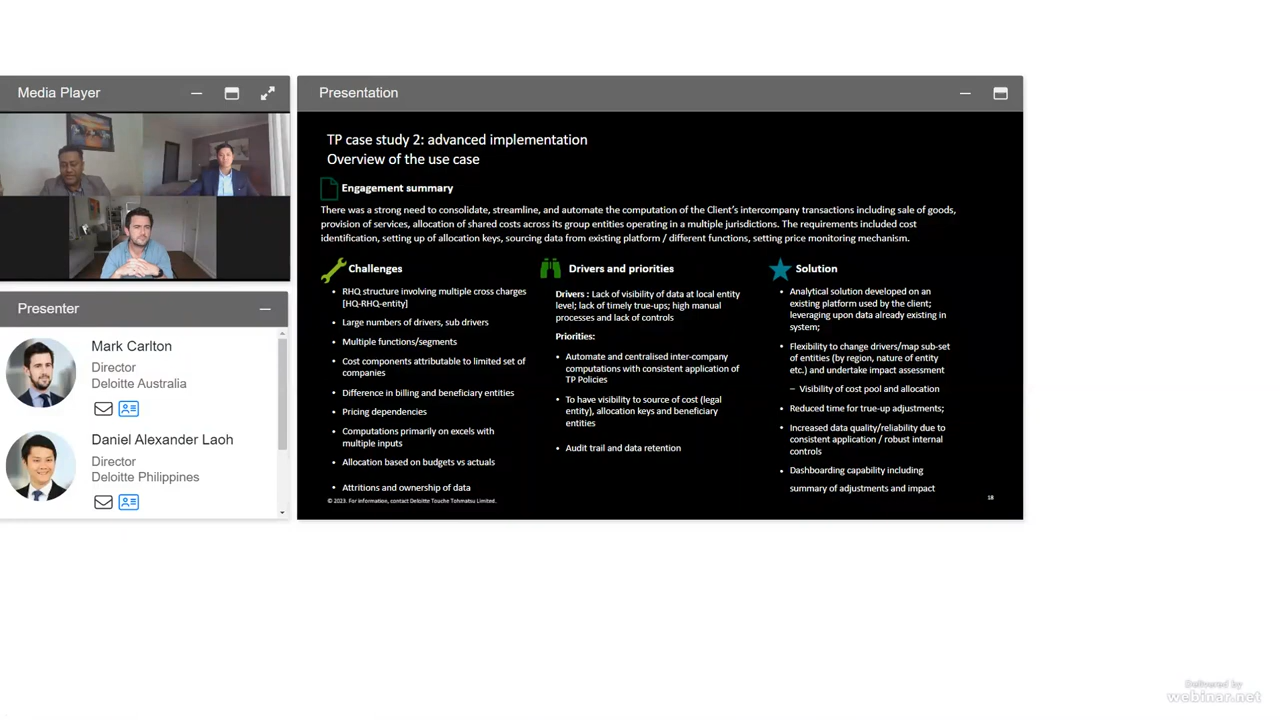 Media Player
Presentation
TP case study 2: advanced implementation
Overview of the use case
Engagement summary
There was a strong need to consolidate, streamline, and automate the computation of the Client's intercompany transactions including sale of goods,
provision of services, allocation of shared costs across its group entities operating in a multiple jurisdictions. The requirements included cost
identification, setting up of allocation keys, sourcing data from existing platform / different functions, setting price monitoring mechanism.
Challenges
• RHQ structure involving multiple cross charges
[HQ-RHQ-entity]
• Large numbers of drivers, sub drivers
• Multiple functions/segments
• Cost components attributable to limited set of
companies
• Difference in billing and beneficiary entities
• Pricing dependencies
• Computations primarily on excels with
multiple inputs
• Allocation based on budgets vs actuals
• Attritions and ownership of data
Drivers and priorities
Drivers : Lack of visibility of data at local entity
level; lack of timely true-ups; high manual
processes and lack of controls
Priorities:
• Automate and centralised inter-company
computations with consistent application of
TP Policies
• To have visibility to source of cost (legal
entity), allocation keys and beneficiary
entities
• Audit trail and data retention
Solution
• Analytical solution developed on an
existing platform used by the client;
leveraging upon data already existing in
system;
• Flexibility to change drivers/map sub-set
of entities (by region, nature of entity
etc.) and undertake impact assessment
– Visibility of cost pool and allocation
• Reduced time for true-up adjustments;
• Increased data quality/reliability due to
consistent application / robust internal
controls
• Dashboarding capability including
summary of adjustments and impact
© 2023. For information, contact Deloitte Touche Tohmatsu Limited.
18
Presenter
Mark Carlton
Director
Deloitte Australia
Daniel Alexander Laoh
Director
Deloitte Philippines
Delivered by
webinar.net